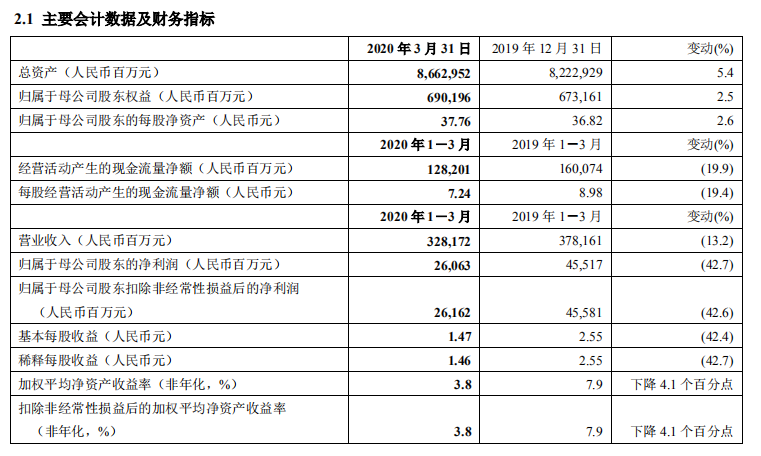 2.1 主要会计数据及财务指标
2020 年 3 月 31 日 2019 年 12 月 31 日 变动(%)
总资产（人民币百万元） 8,662,952 8,222,929 5.4
归属于母公司股东权益（人民币百万元） 690,196 673,161 2.5
归属于母公司股东的每股净资产（人民币元） 37.76 36.82 2.6
2020 年 1－3月 2019 年 1－3 月 变动(%)
经营活动产生的现金流量净额（人民币百万元） 128,201 160,074 (19.9)
每股经营活动产生的现金流量净额（人民币元） 7.24 8.98 (19.4)
2020 年 1－3月 2019 年 1－3 月 变动(%)
营业收入（人民币百万元） 328,172 378,161 (13.2)
归属于母公司股东的净利润（人民币百万元） 26,063 45,517 (42.7)
归属于母公司股东扣除非经常性损益后的净利润
（人民币百万元） 26,162 45,581 (42.6)
基本每股收益（人民币元） 1.47 2.55 (42.4)
稀释每股收益（人民币元） 1.46 2.55 (42.7)
加权平均净资产收益率（非年化，%） 3.8 7.9 下降 4.1 个百分点
扣除非经常性损益后的加权平均净资产收益率
（非年化，%） 3.8 7.9 下降 4.1 个百分点